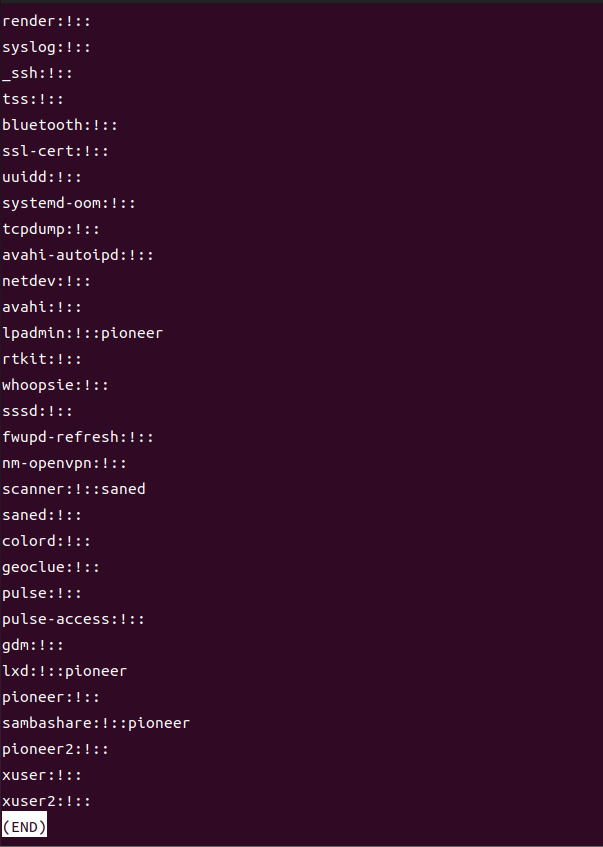 render:!::
syslog:!::
_ssh:!::
tss:!::
bluetooth:!::
ssl-cert:!::
uuidd:!::
systemd-oom:!::
tcpdump:!::
avahi-autoipd:!::
netdev:!::
avahi:!::
lpadmin:!::pioneer
rtkit:!::
whoopsie:!::
sssd:!::
fwupd-refresh:!::
nm-openvpn:!::
scanner:!::saned
saned:!::
colord:!::
geoclue:!::
pulse:!::
pulse-access:!::
gdm:!::
lxd:!::pioneer
pioneer:!::
sambashare:!::pioneer
pioneer2:!::
xuser:!::
xuser2:!::
(END)